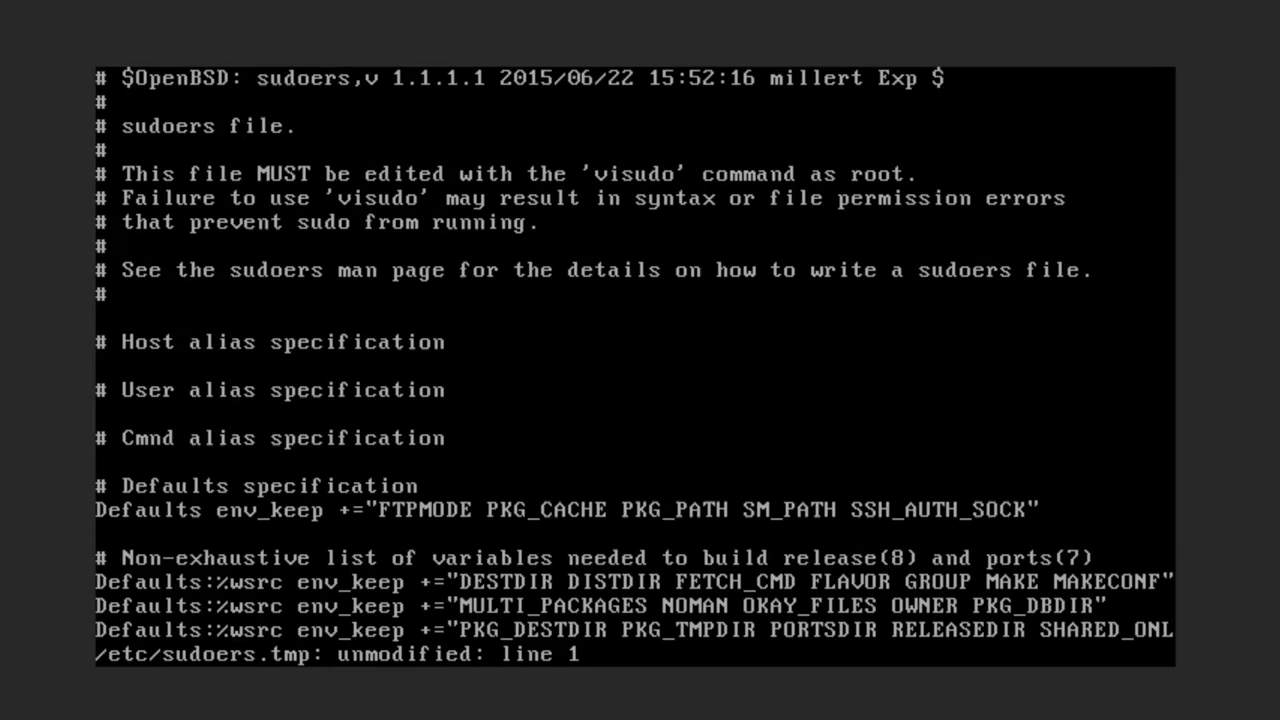 # $OpenBSD: sudoers,v 1.1.1.1 2015/06/22 15:52:16 millert Exp $
#
# sudoers file.
#
# This file MUST be edited with the 'visudo' command as root.
# Failure to use 'visudo' may result in syntax or file permission errors
# that prevent sudo from running.
#
# See the sudoers man page for the details on how to write a sudoers file.
#
# Host alias specification
# User alias specification
# Cmnd alias specification
# Defaults specification
Defaults env_keep +="FTPMODE PKG_CACHE PKG_PATH SM_PATH SSH_AUTH_SOCK"
# Non-exhaustive list of variables needed to build release(8) and ports(7)
Defaults:%wsrc env_keep +="DESTDIR DISTDIR FETCH_CMD FLAVOR GROUP MAKE MAKECONF"
Defaults:%wsrc env_keep +="MULTI_PACKAGES NOMAN OKAY_FILES OWNER PKG_DBDIR"
Defaults:%wsrc env_keep +="PKG_DESTDIR PKG_TMPDIR PORTSDIR RELEASEDIR SHARED_ONL
/etc/sudoers.tmp: unmodified: line 1